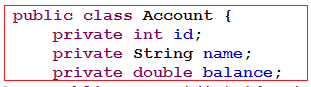 public class Account {
private int id;
private String name;
private double balance;